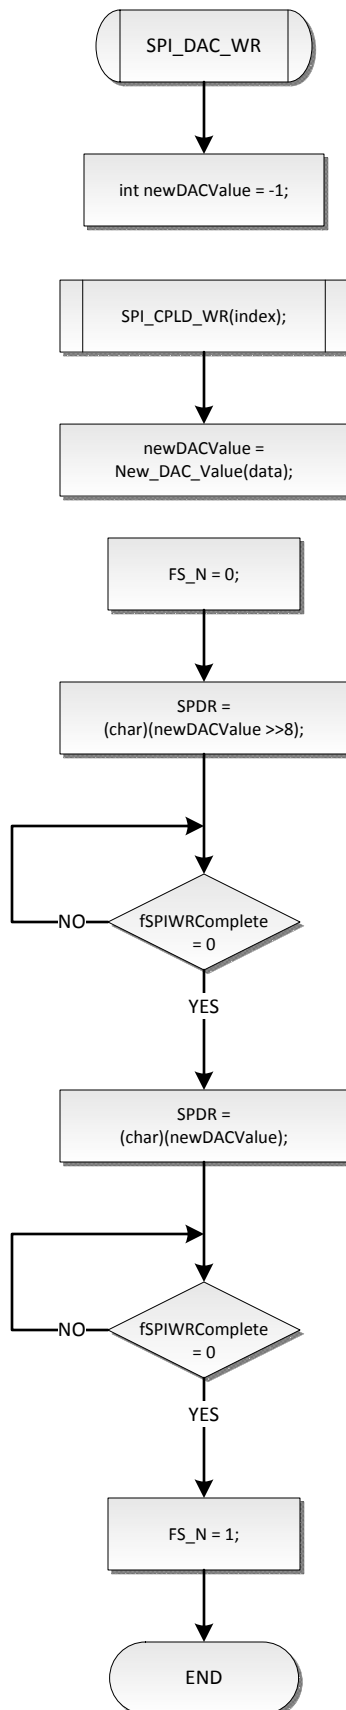 SPI_DAC_WR
int newDACValue = -1;
SPI_CPLD_WR(index);
newDACValue =
New_DAC_Value(data);
FS_N = 0;
SPDR =
(char)(newDACValue >>8);
fSPIWRComplete
= 0
NO
YES
SPDR =
(char)(newDACValue);
fSPIWRComplete
= 0
NO
YES
FS_N = 1;
END